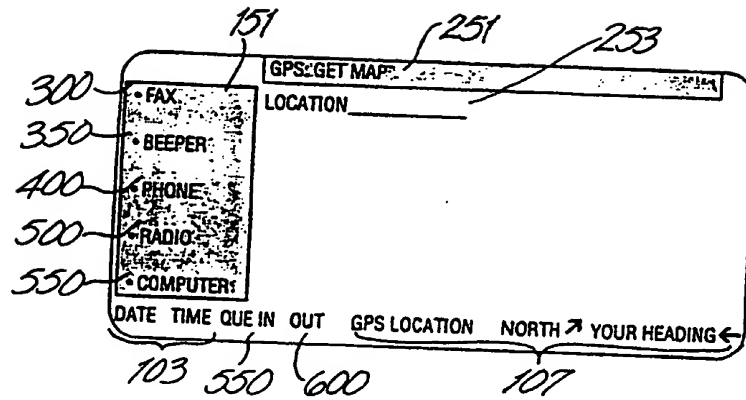 151 251 253
GPS: GET MAP
300 • FAX LOCATION
350 • BEEPER
400 • PHONE
500 • RADIO
550 • COMPUTER
DATE TIME QUE IN OUT GPS LOCATION NORTH ↗ YOUR HEADING ←
103 550 600 107